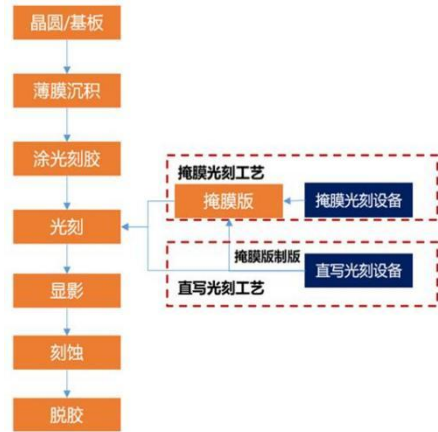 晶圆/基板
薄膜沉积
涂光刻胶
光刻
显影
刻蚀
脱胶
掩膜光刻工艺
掩膜版
掩膜光刻设备
掩膜版制版
直写光刻设备
直写光刻工艺